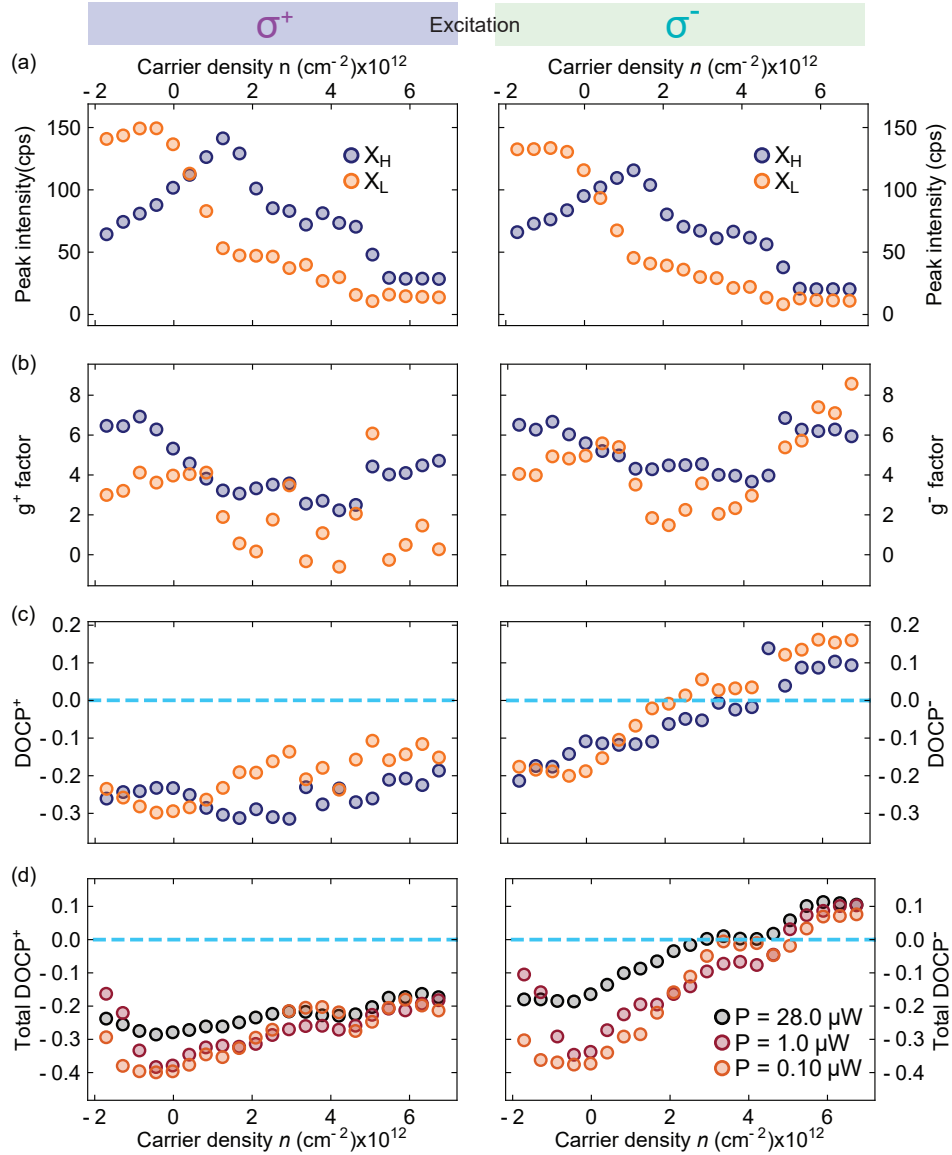 σ+ Excitation σ-
(a)
Carrier density n (cm-2)x10^12 Carrier density n (cm-2)x10^12
- 2 0 2 4 6 - 2 0 2 4 6
150 X_H X_H 150
X_L X_L
100 100
50 50
0 0
Peak intensity(cps) Peak intensity (cps)
(b)
8 8
6 6
4 4
2 2
0 0
g+ factor g- factor
(c)
0.2 0.2
0.1 0.1
0.0 0.0
- 0.1 - 0.1
- 0.2 - 0.2
- 0.3 - 0.3
DOCP+ DOCP-
(d)
0.1 0.1
0.0 0.0
- 0.1 - 0.1
- 0.2 - 0.2
- 0.3 - 0.3
- 0.4 - 0.4
Total DOCP+ Total DOCP-
P = 28.0 µW
P = 1.0 µW
P = 0.10 µW
- 2 0 2 4 6 - 2 0 2 4 6
Carrier density n (cm-2)x10^12 Carrier density n (cm-2)x10^12